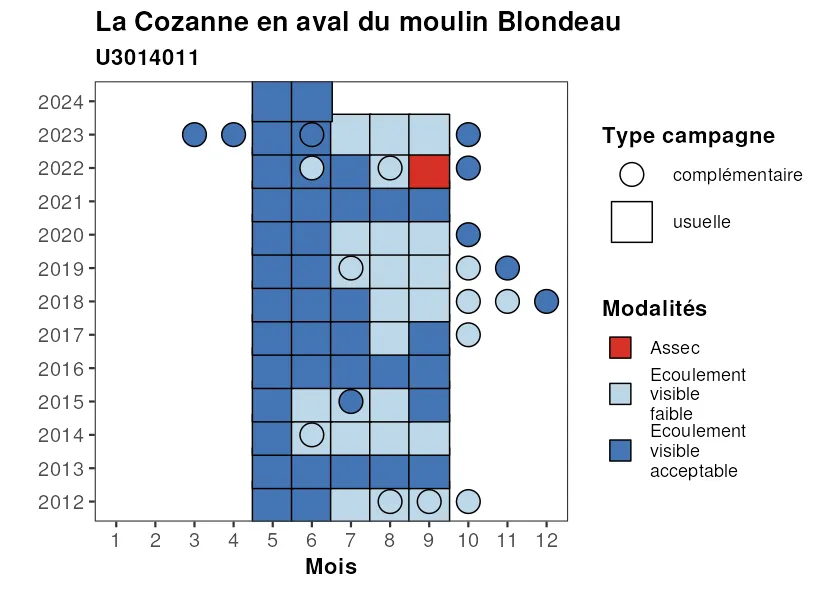 La Cozanne en aval du moulin Blondeau
U3014011
2024
2023
2022
2021
2020
2019
2018
2017
2016
2015
2014
2013
2012
1 2 3 4 5 6 7 8 9 10 11 12
Mois
Type campagne
complémentaire
usuelle
Modalités
Assec
Ecoulement
visible
faible
Ecoulement
visible
acceptable